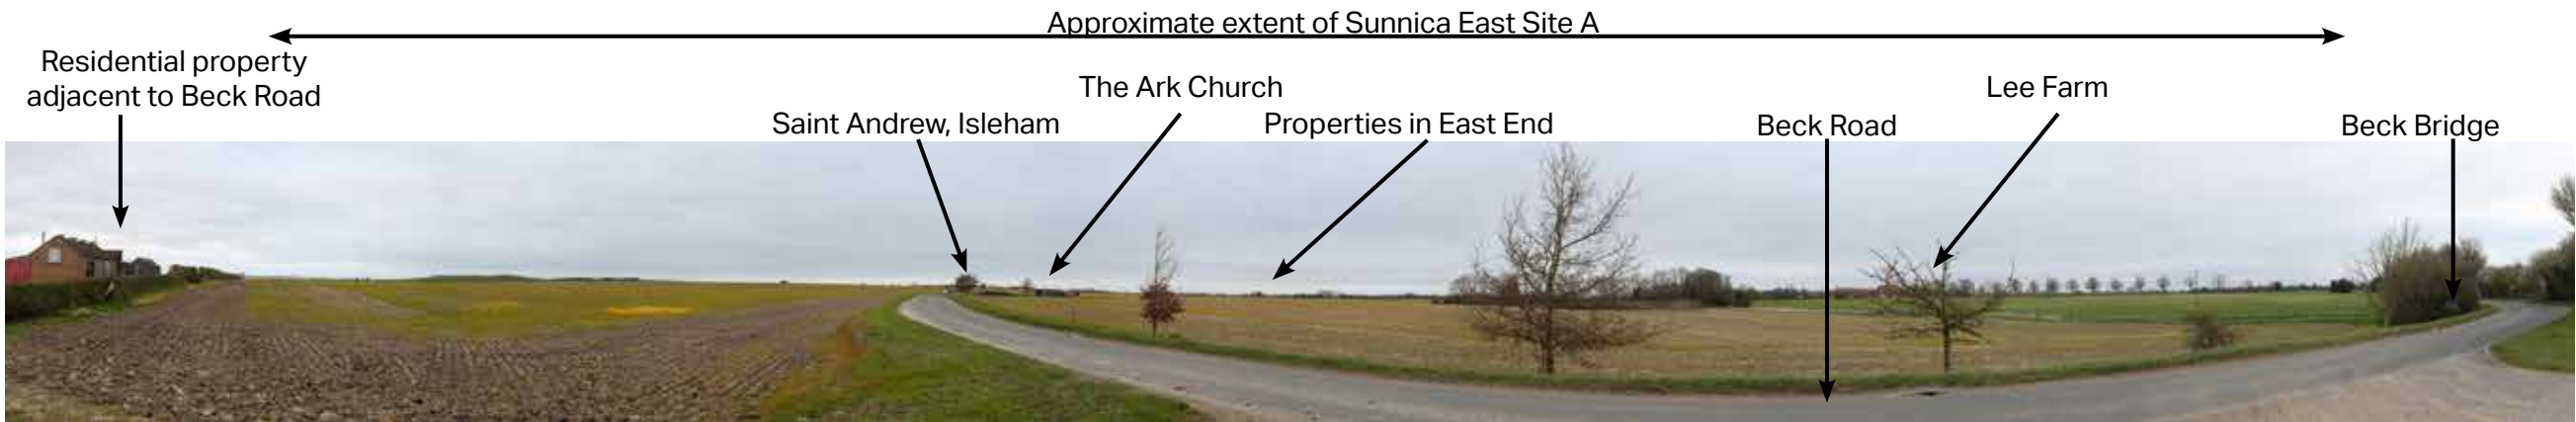 Approximate extent of Sunnica East Site A
Residential property
adjacent to Beck Road
The Ark Church
Lee Farm
Saint Andrew, Isleham
Properties in East End
Beck Road
Beck Bridge